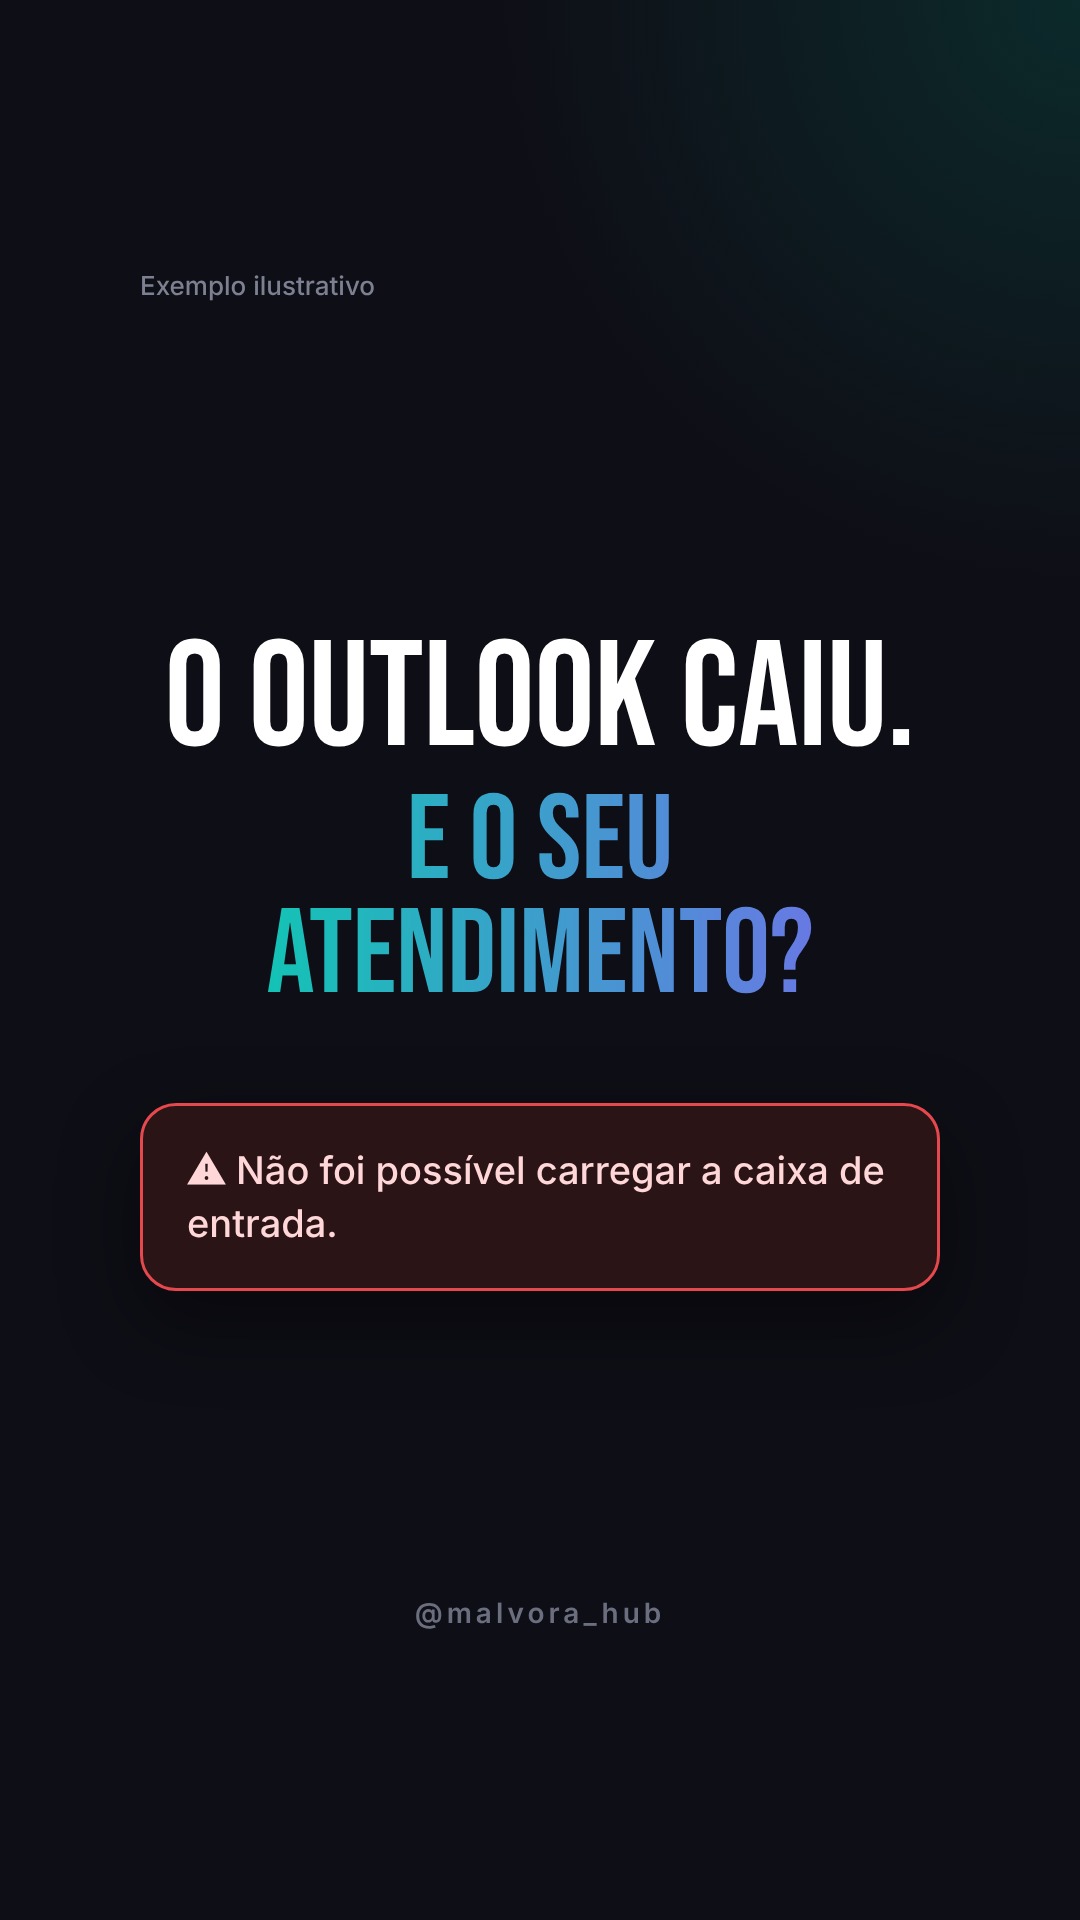 Exemplo ilustrativo
O OUTLOOK CAIU.
E O SEU
ATENDIMENTO?
⚠ Não foi possível carregar a caixa de
entrada.
@malvora_hub